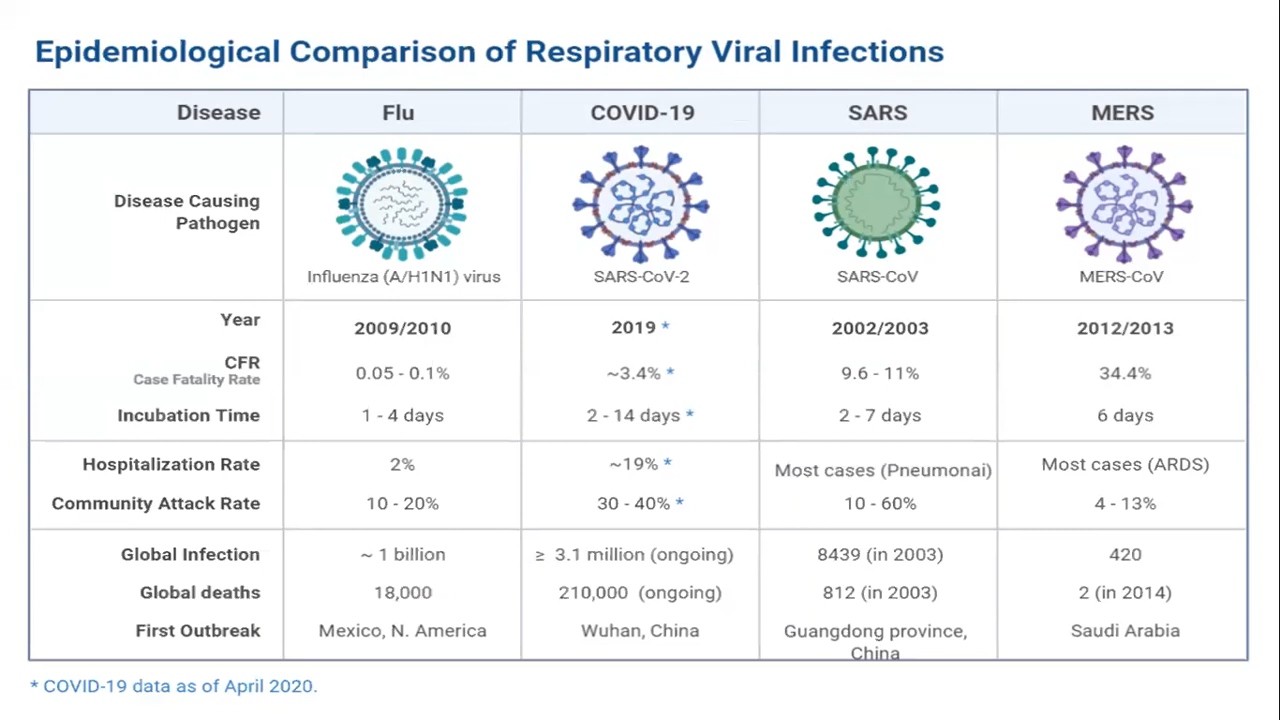 Epidemiological Comparison of Respiratory Viral Infections
Disease Flu COVID-19 SARS MERS
Disease Causing
Pathogen
Influenza (A/H1N1) virus SARS-CoV-2 SARS-CoV MERS-CoV
Year 2009/2010 2019 * 2002/2003 2012/2013
CFR 0.05 - 0.1% ~3.4% * 9.6 - 11% 34.4%
Case Fatality Rate
Incubation Time 1 - 4 days 2 - 14 days * 2 - 7 days 6 days
Hospitalization Rate 2% ~19% * Most cases (Pneumonai) Most cases (ARDS)
Community Attack Rate 10 - 20% 30 - 40% * 10 - 60% 4 - 13%
Global Infection ~ 1 billion ≥ 3.1 million (ongoing) 8439 (in 2003) 420
Global deaths 18,000 210,000 (ongoing) 812 (in 2003) 2 (in 2014)
First Outbreak Mexico, N. America Wuhan, China Guangdong province, Saudi Arabia
China
* COVID-19 data as of April 2020.